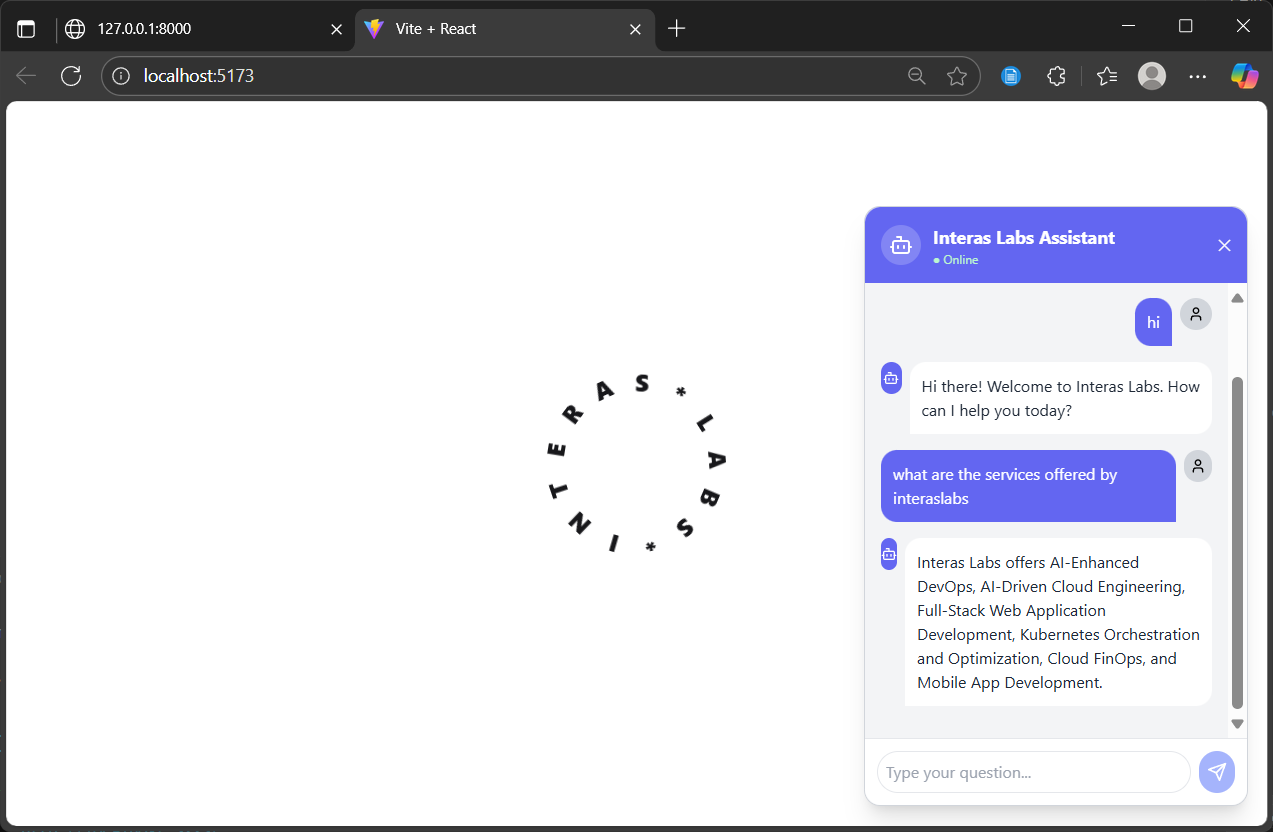 127.0.0.1:8000
Vite + React
localhost:5173
INTERAS*LABS*
Interas Labs Assistant
● Online
hi
Hi there! Welcome to Interas Labs. How
can I help you today?
what are the services offered by
interaslabs
Interas Labs offers AI-Enhanced
DevOps, AI-Driven Cloud Engineering,
Full-Stack Web Application
Development, Kubernetes Orchestration
and Optimization, Cloud FinOps, and
Mobile App Development.
Type your question...